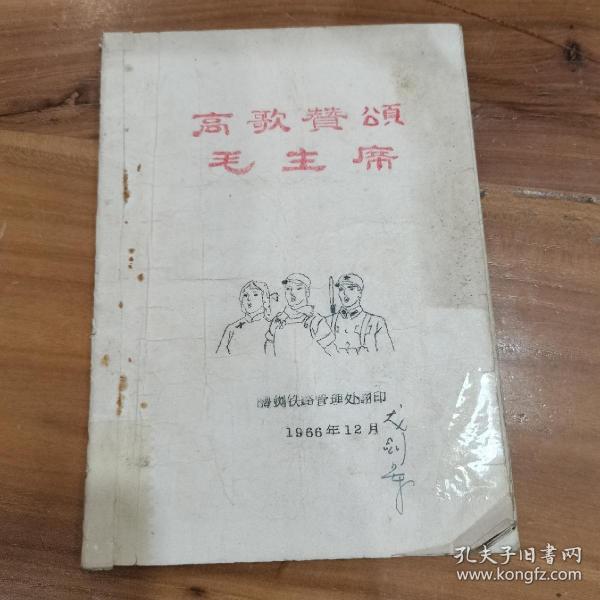 高歌贊頌
毛主席
铁路管理处翻印
1966年12月
孔夫子旧书网
www.kongfz.com